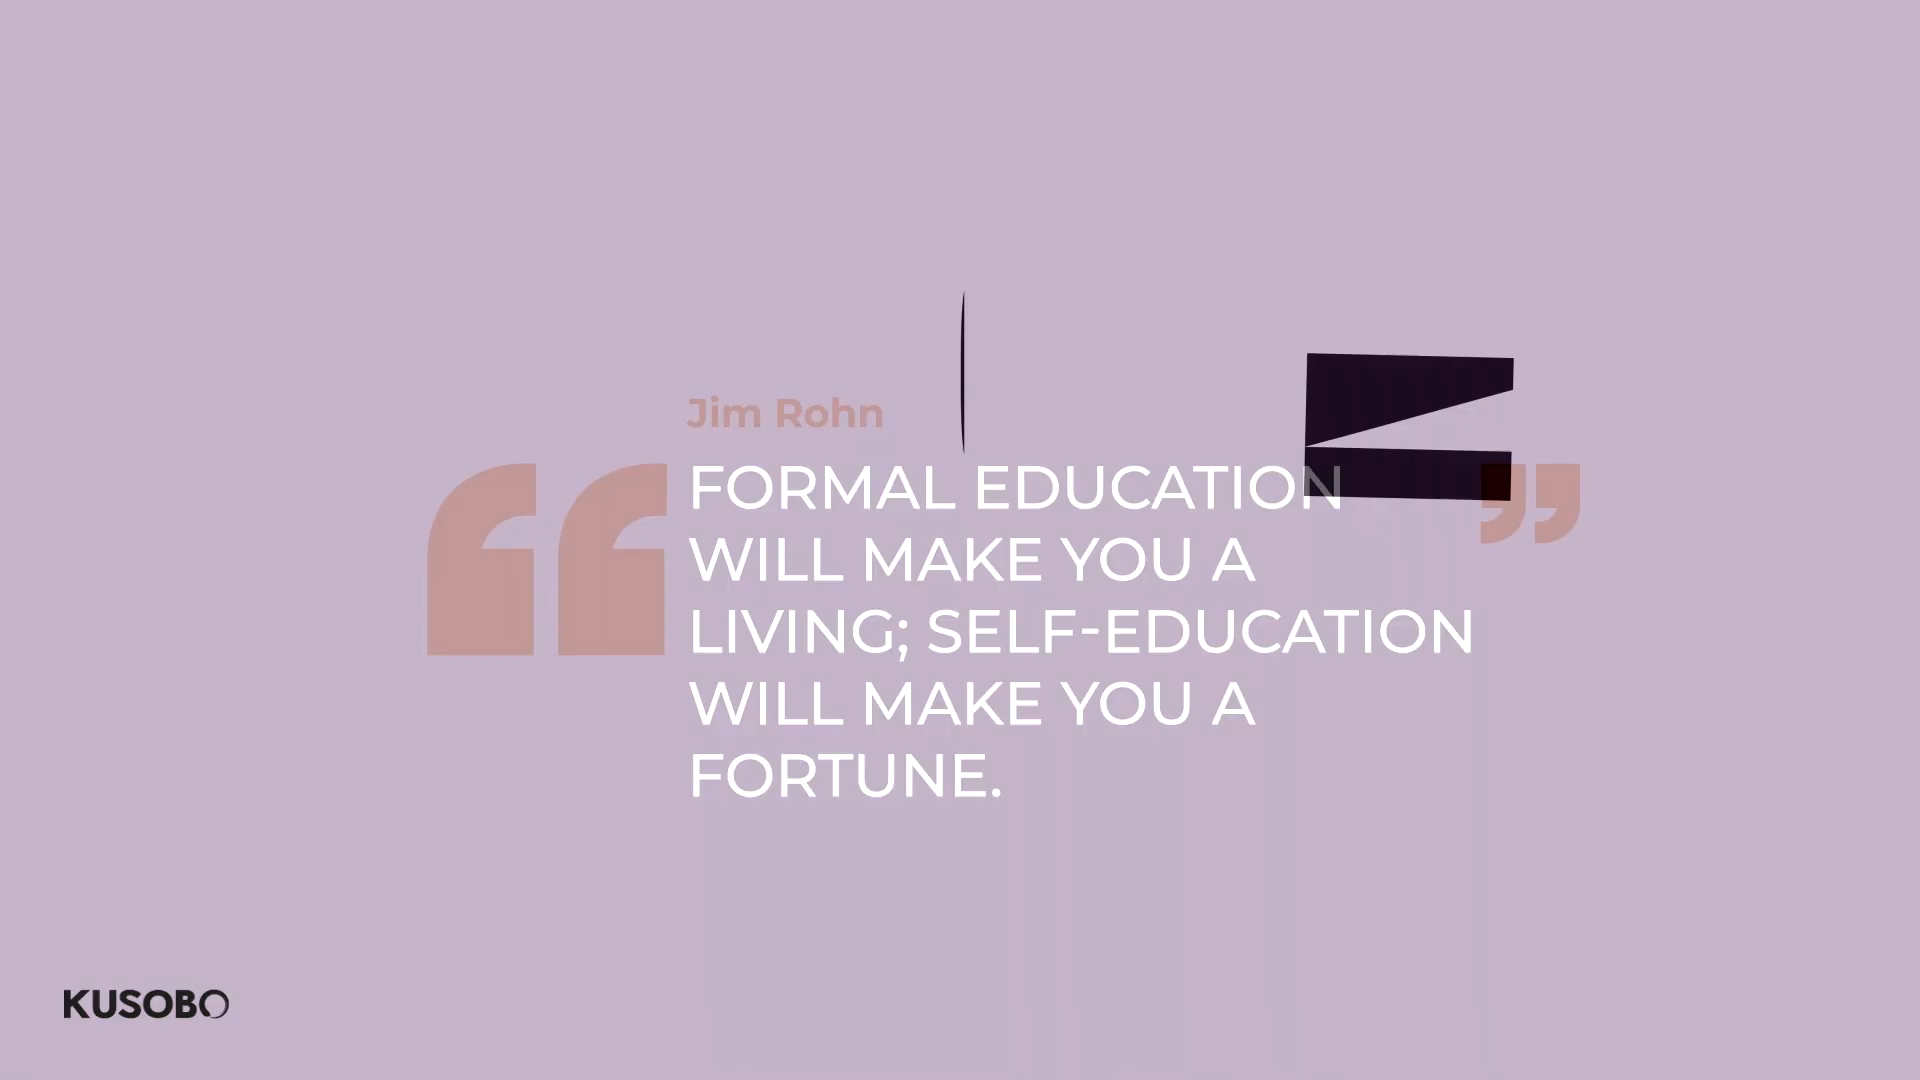 Jim Rohn
FORMAL EDUCATION
WILL MAKE YOU A
LIVING; SELF-EDUCATION
WILL MAKE YOU A
FORTUNE.
KUSOBO